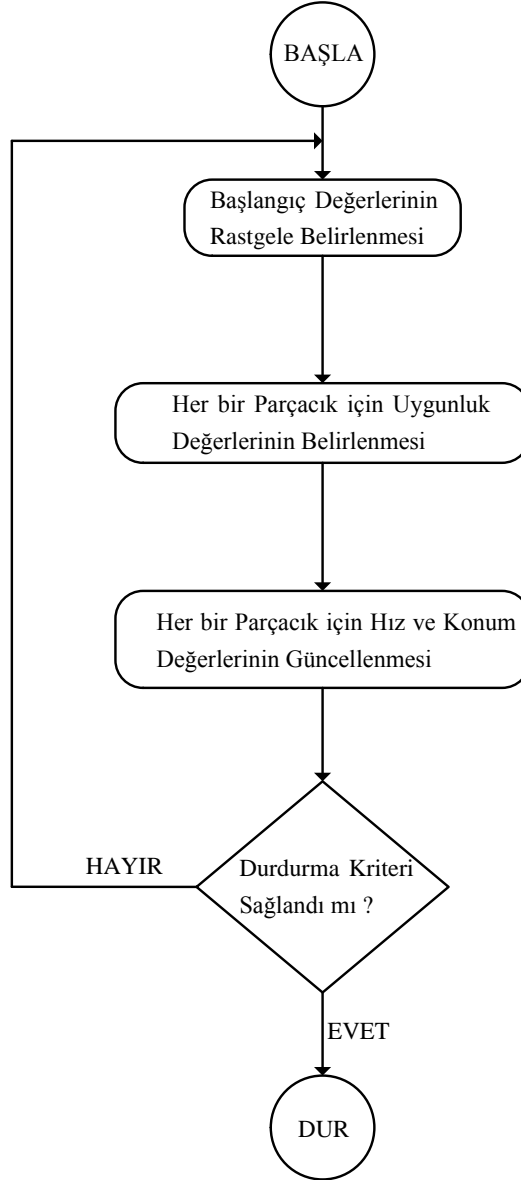 BAŞLA
Başlangıç Değerlerinin
Rastgele Belirlenmesi
Her bir Parçacık için Uygunluk
Değerlerinin Belirlenmesi
Her bir Parçacık için Hız ve Konum
Değerlerinin Güncellenmesi
HAYIR
Durdurma Kriteri
Sağlandı mı ?
EVET
DUR